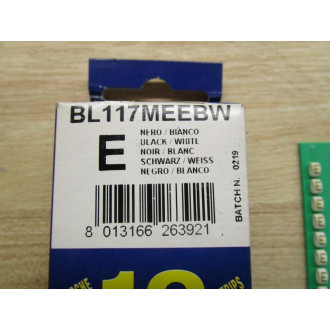 BL117MEEBW
E
NERO / BIANCO
BLACK / WHITE
NOIR / BLANC
SCHWARZ / WEISS
NEGRO / BLANCO
BATCH N. 0219
8 013166 263921